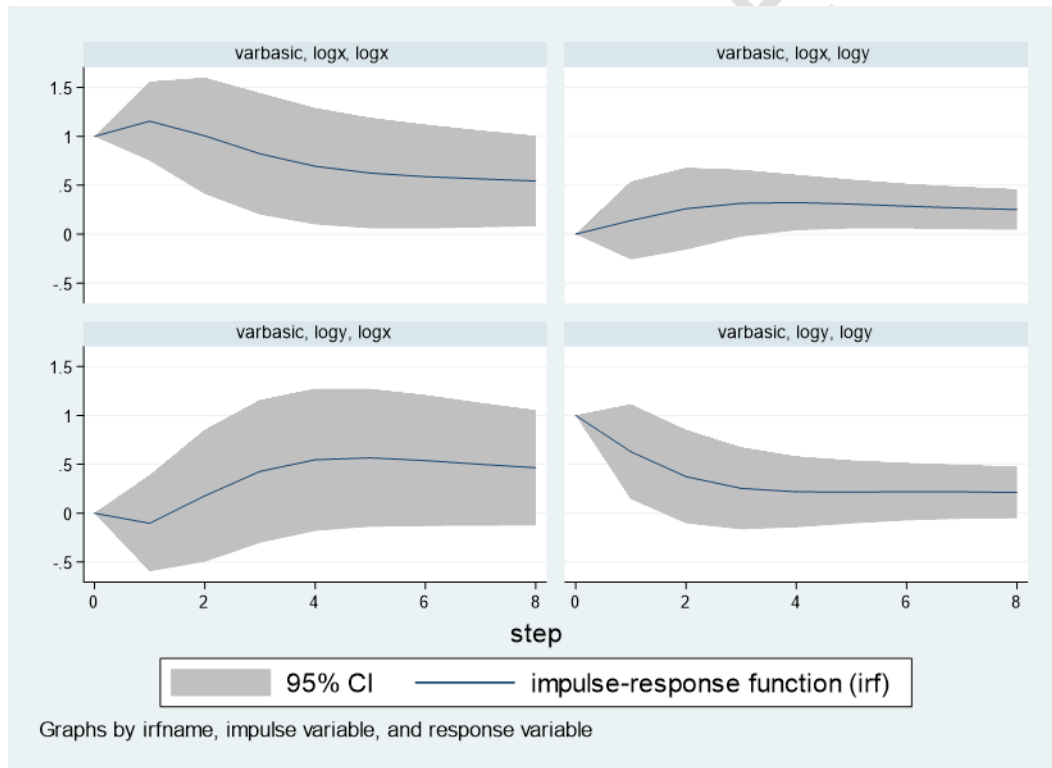 varbasic, logx, logx
varbasic, logx, logy
1.5
1
.5
0
-.5
varbasic, logy, logx
varbasic, logy, logy
1.5
1
.5
0
-.5
0 2 4 6 8
0 2 4 6 8
step
95% CI
impulse-response function (irf)
Graphs by irfname, impulse variable, and response variable